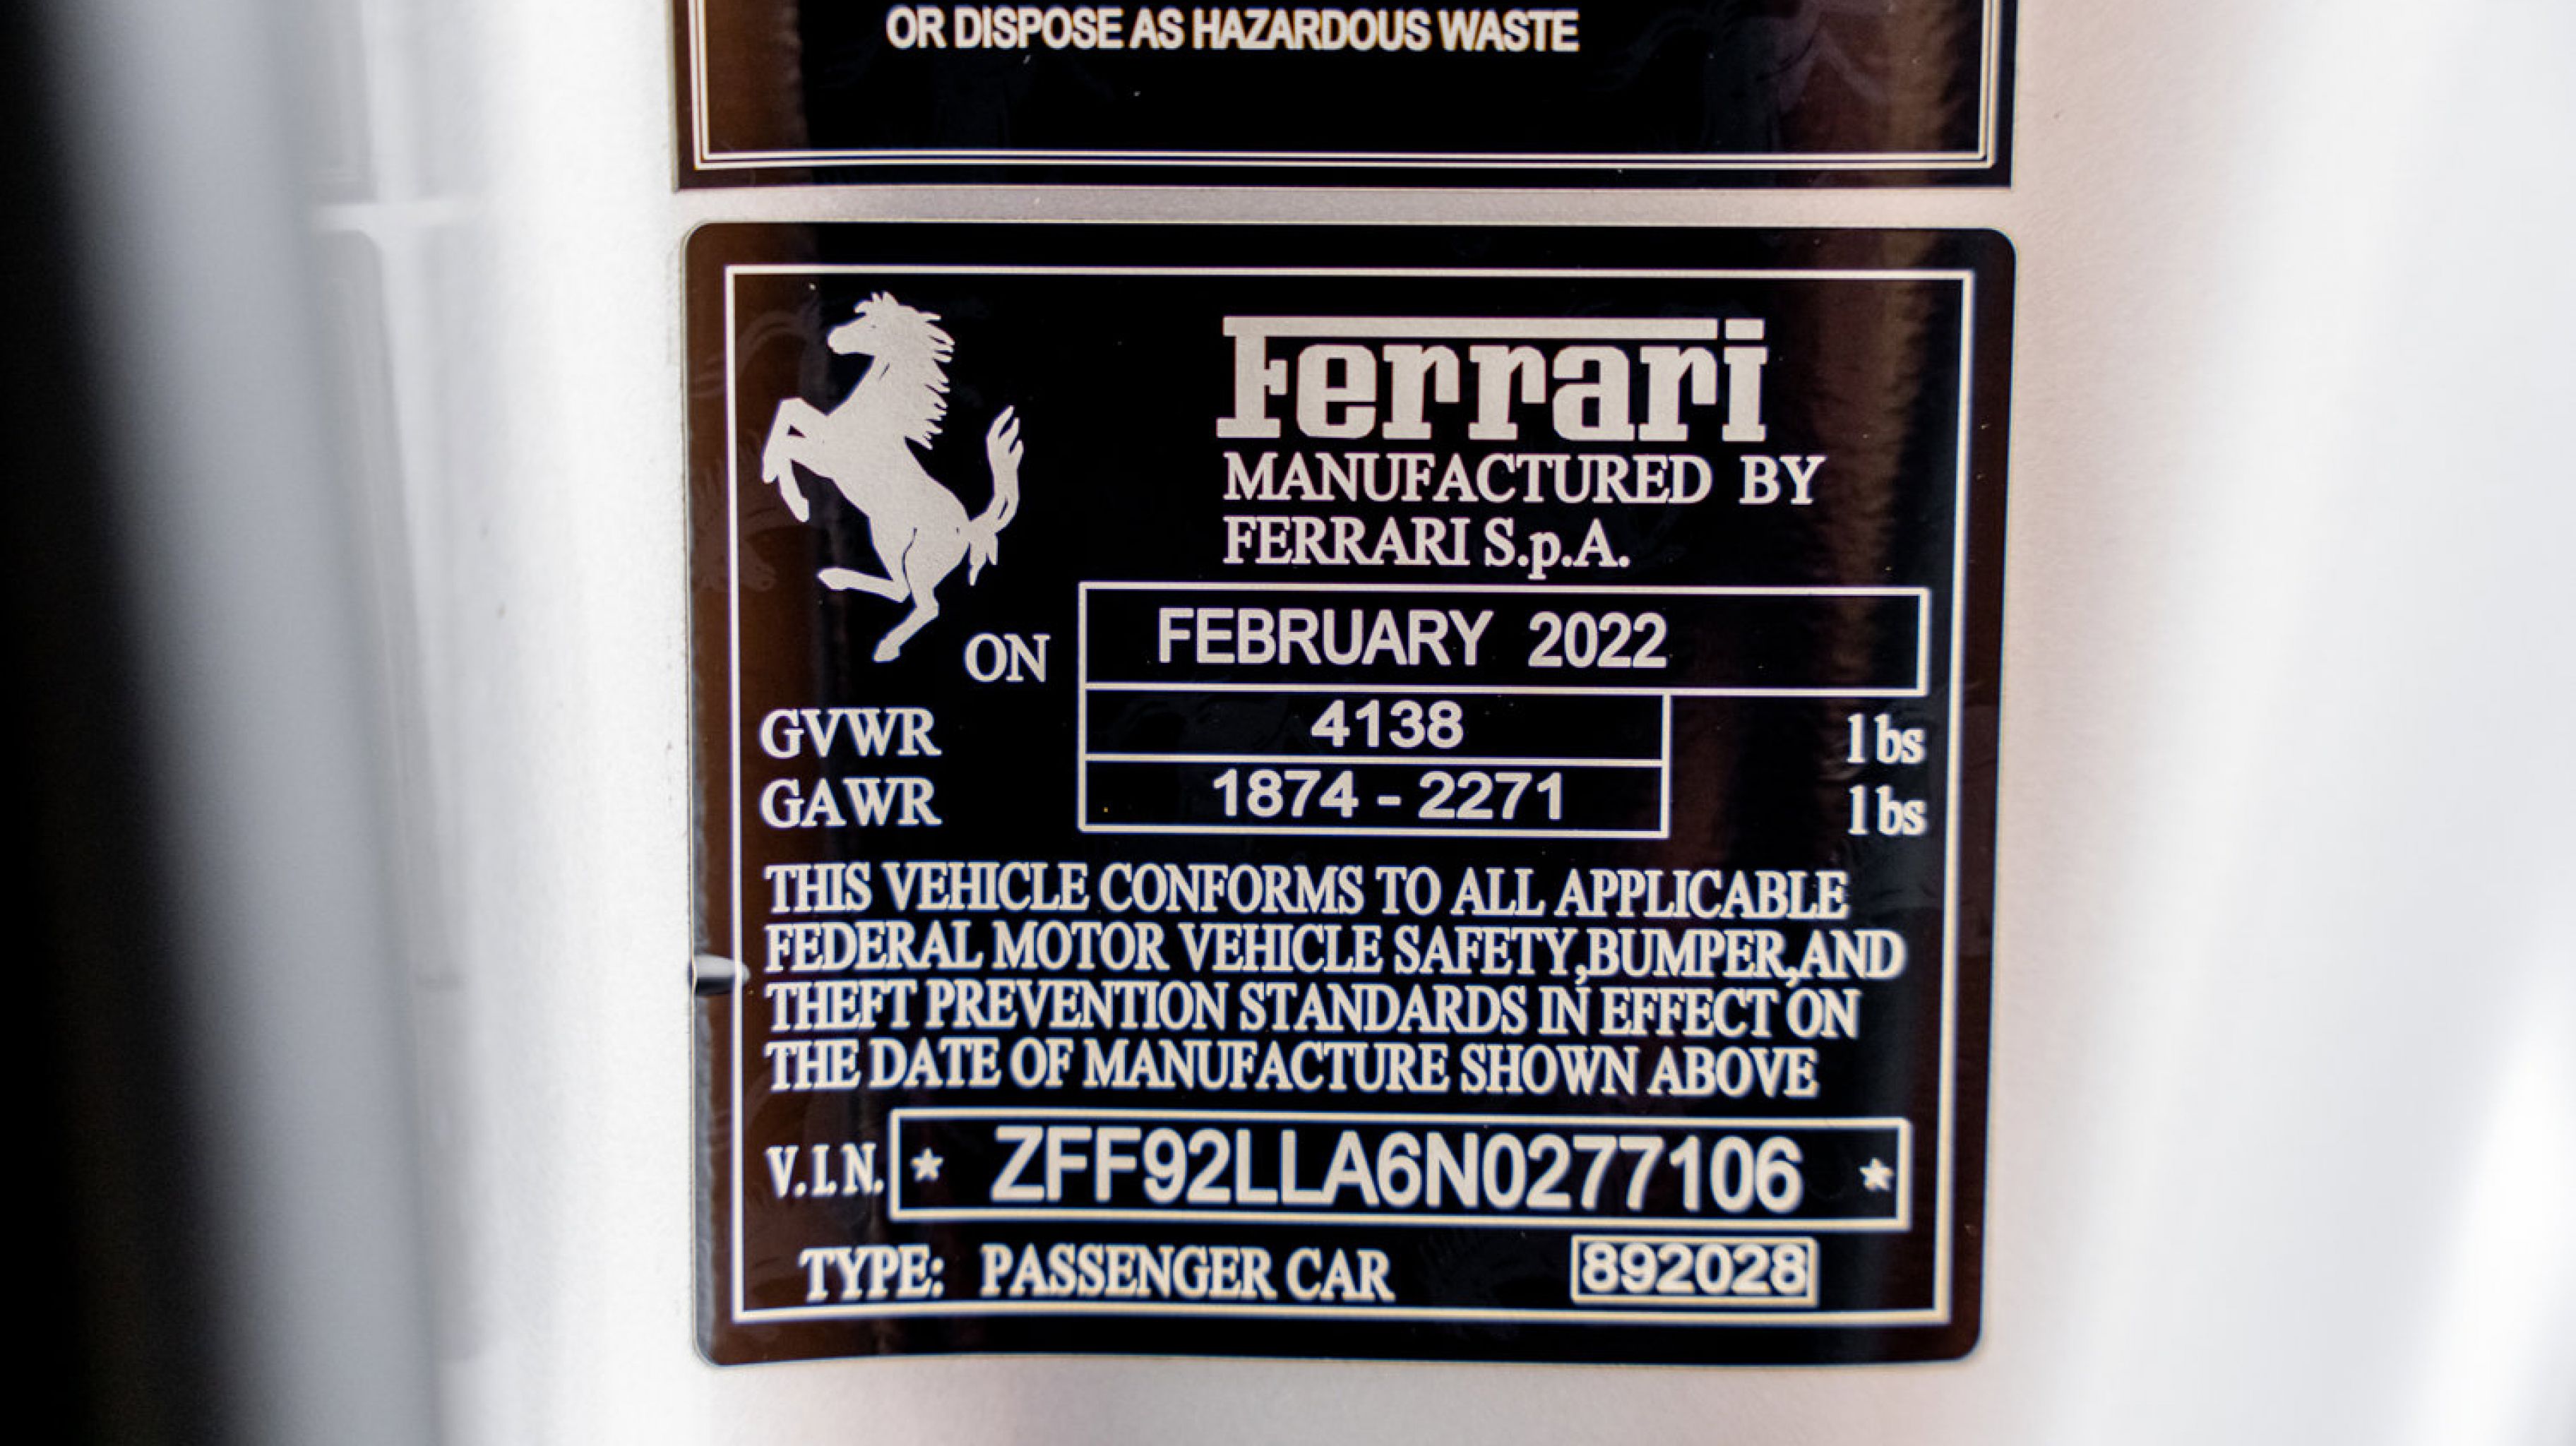 OR DISPOSE AS HAZARDOUS WASTE
Ferrari
MANUFACTURED BY
FERRARI S.p.A.
ON FEBRUARY 2022
GVWR 4138 lbs
GAWR 1874 - 2271 lbs
THIS VEHICLE CONFORMS TO ALL APPLICABLE
FEDERAL MOTOR VEHICLE SAFETY,BUMPER,AND
THEFT PREVENTION STANDARDS IN EFFECT ON
THE DATE OF MANUFACTURE SHOWN ABOVE
V.I.N. * ZFF92LLA6N0277106 *
TYPE: PASSENGER CAR 892028